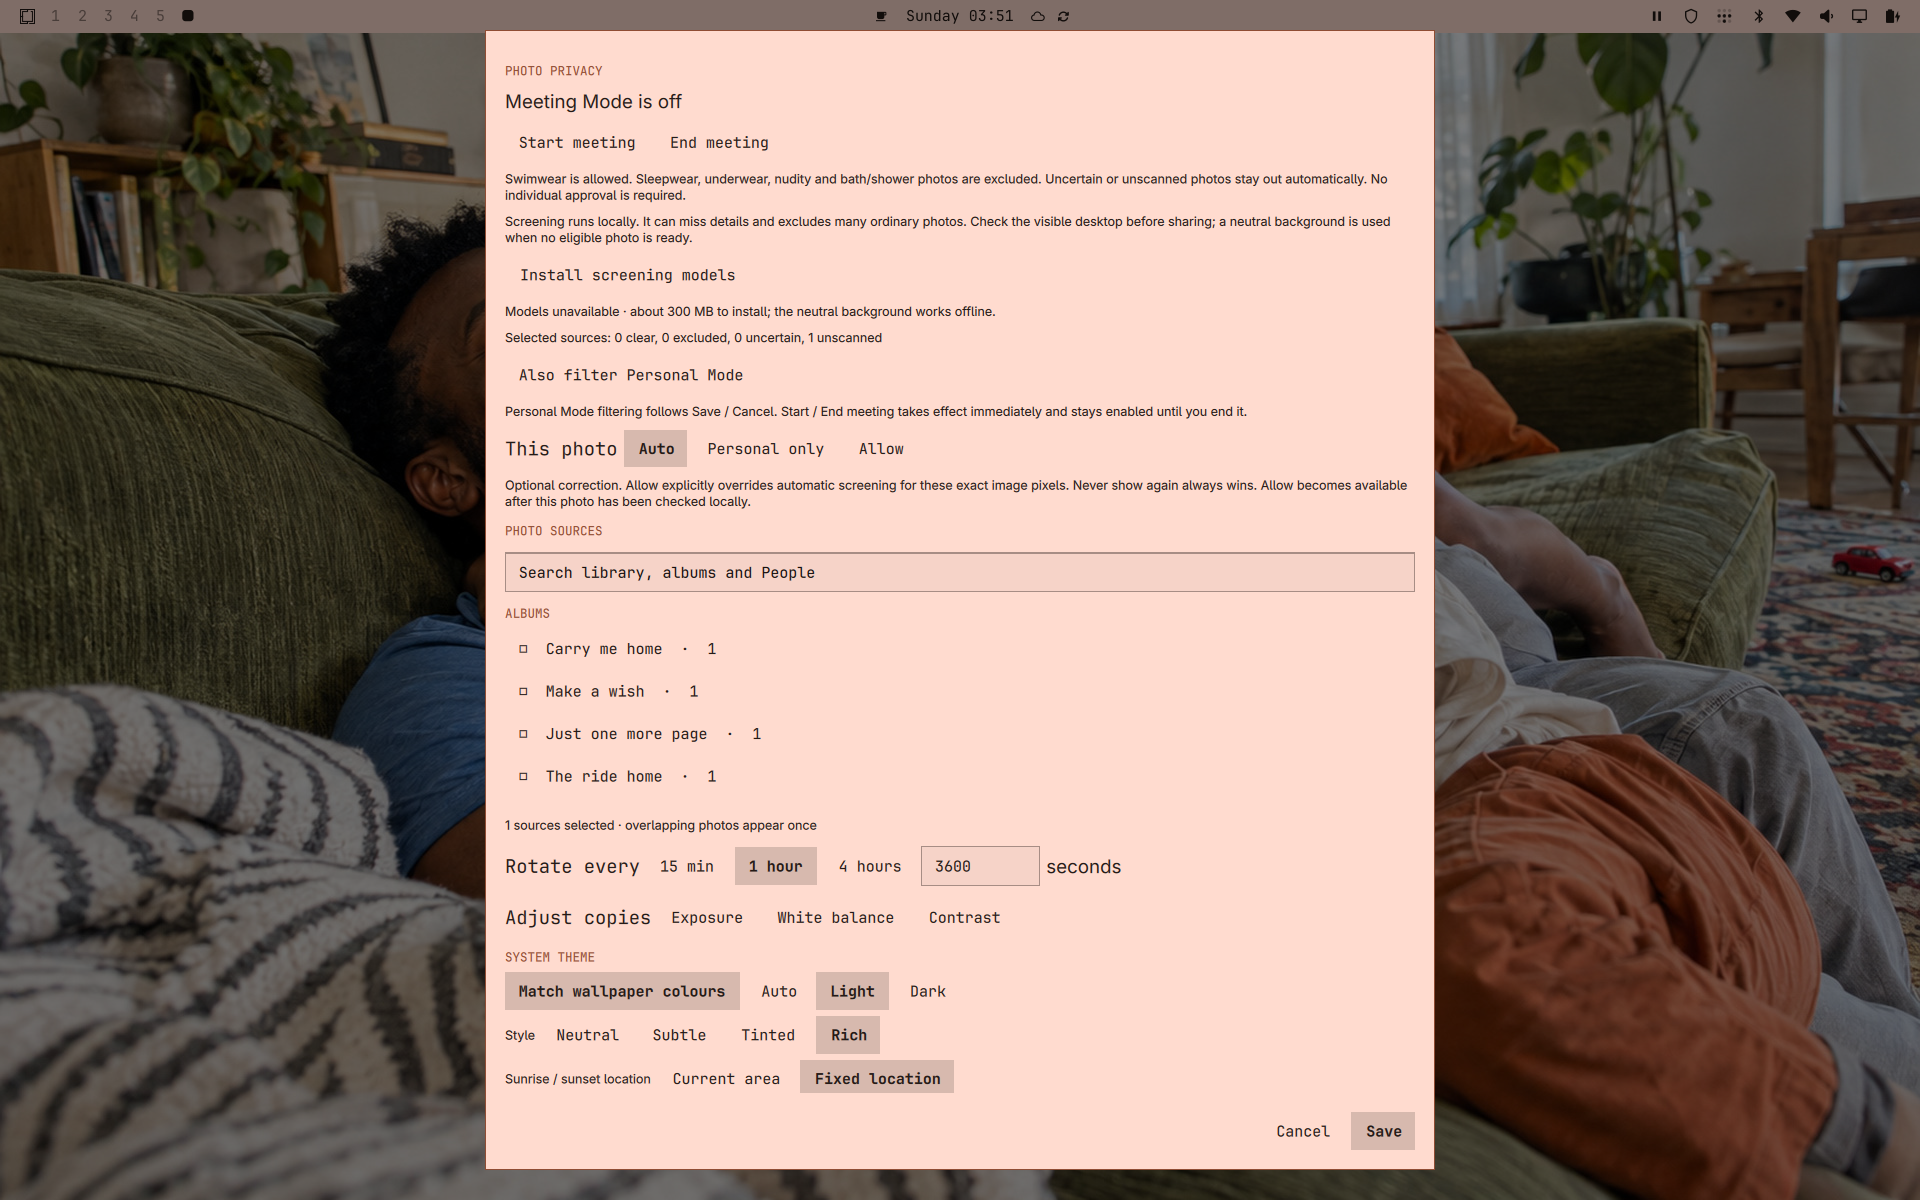 1 2 3 4 5
Sunday 03:51
PHOTO PRIVACY
Meeting Mode is off
Start meeting End meeting
Swimwear is allowed. Sleepwear, underwear, nudity and bath/shower photos are excluded. Uncertain or unscanned photos stay out automatically. No
individual approval is required.
Screening runs locally. It can miss details and excludes many ordinary photos. Check the visible desktop before sharing; a neutral background is used
when no eligible photo is ready.
Install screening models
Models unavailable · about 300 MB to install; the neutral background works offline.
Selected sources: 0 clear, 0 excluded, 0 uncertain, 1 unscanned
Also filter Personal Mode
Personal Mode filtering follows Save / Cancel. Start / End meeting takes effect immediately and stays enabled until you end it.
This photo Auto Personal only Allow
Optional correction. Allow explicitly overrides automatic screening for these exact image pixels. Never show again always wins. Allow becomes available
after this photo has been checked locally.
PHOTO SOURCES
Search library, albums and People
ALBUMS
Carry me home · 1
Make a wish · 1
Just one more page · 1
The ride home · 1
1 sources selected · overlapping photos appear once
Rotate every 15 min 1 hour 4 hours 3600 seconds
Adjust copies Exposure White balance Contrast
SYSTEM THEME
Match wallpaper colours Auto Light Dark
Style Neutral Subtle Tinted Rich
Sunrise / sunset location Current area Fixed location
Cancel Save